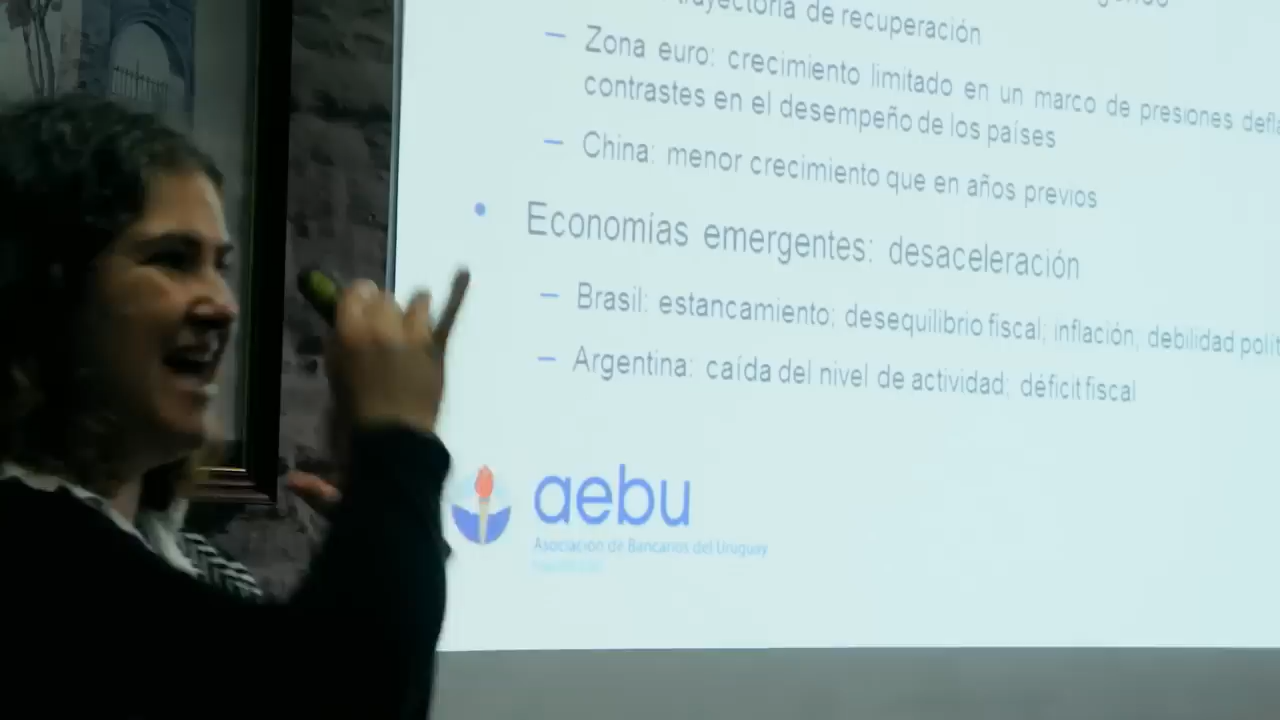 trayectoria de recuperación
– Zona euro: crecimiento limitado en un marco de presiones
contrastes en el desempeño de los países
– China: menor crecimiento que en años previos
• Economías emergentes: desaceleración
– Brasil: estancamiento; desequilibrio fiscal; inflación; debilidad
– Argentina: caída del nivel de actividad; déficit fiscal
aebu
Asociación de Bancarios del Uruguay